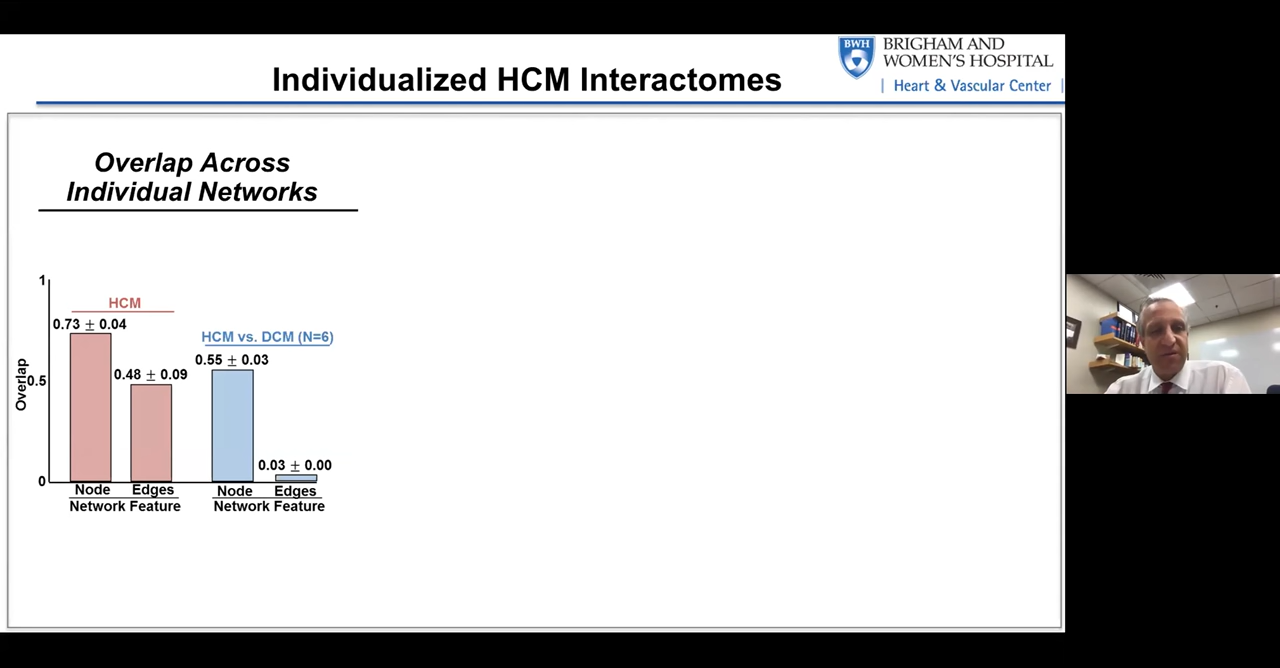 BWH
BRIGHAM AND
WOMEN'S HOSPITAL
Heart & Vascular Center
Individualized HCM Interactomes
Overlap Across
Individual Networks
1
0.5
0
Overlap
HCM
0.73 ± 0.04
0.48 ± 0.09
HCM vs. DCM (N=6)
0.55 ± 0.03
0.03 ± 0.00
Node Edges
Network Feature
Node Edges
Network Feature